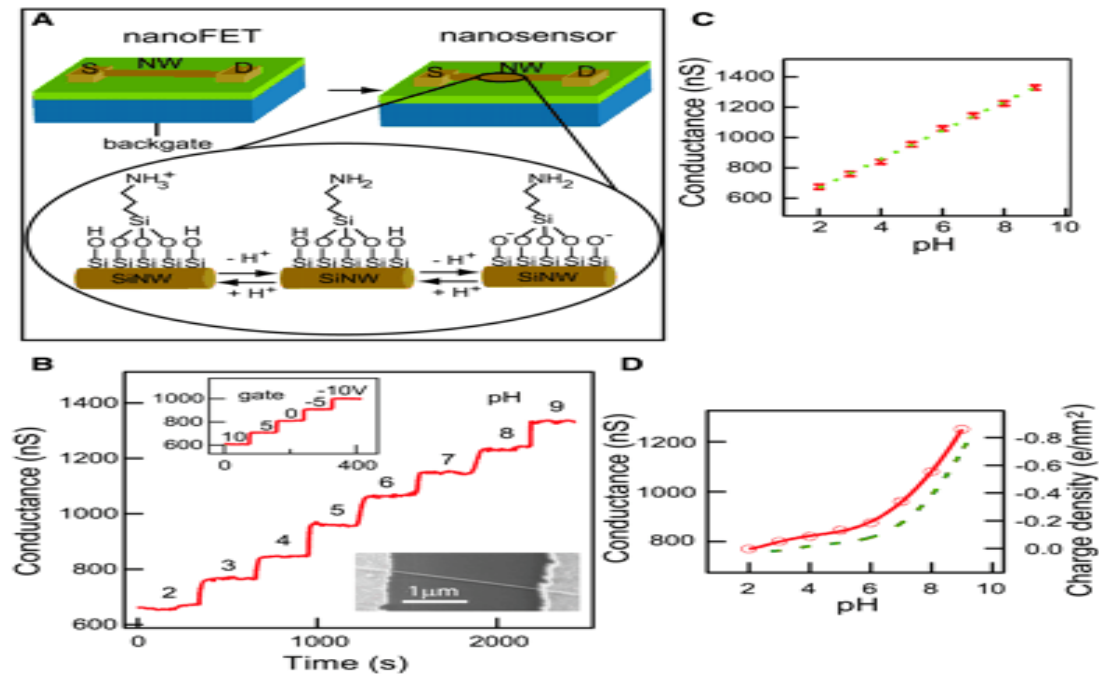 A
nanoFET
nanosensor
S NW D
S NW D
backgate
NH3+
NH2
NH2
Si
Si
Si
H H H H
O O O O O
O O O O O
O- O O O O-
Si Si Si Si Si
Si Si Si Si Si
Si Si Si Si Si
SiNW
- H+
+ H+
SiNW
- H+
+ H+
SiNW
B
Conductance (nS)
1400
1200
1000
800
600
0 1000 2000
Time (s)
pH
2 3 4 5 6 7 8 9
gate
1000
800
600
10 5 0 -5 -10V
0 400
1μm
C
Conductance (nS)
1400
1200
1000
800
600
2 4 6 8 10
pH
D
Conductance (nS)
1200
1000
800
2 4 6 8 10
pH
-0.8
-0.6
-0.4
-0.2
0.0
Charge density (e/nm²)